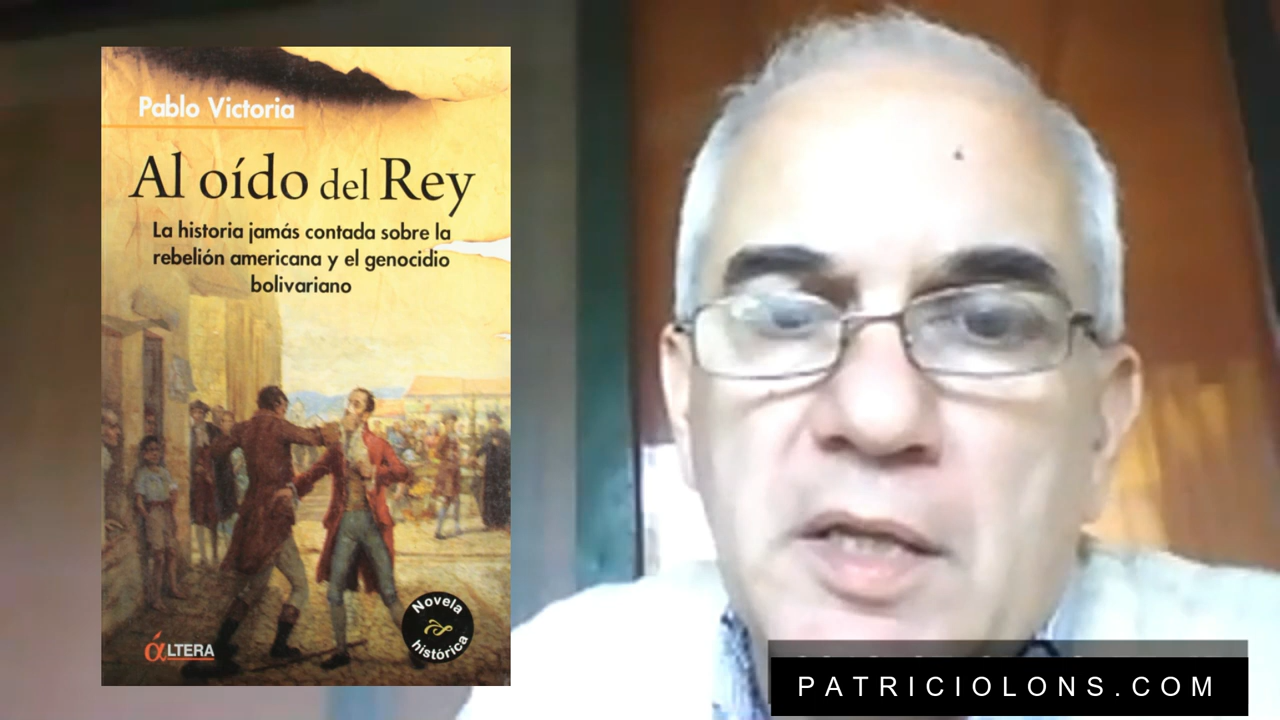 Pablo Victoria
Al oído del Rey
La historia jamás contada sobre la
rebelión americana y el genocidio
bolivariano
Novela
histórica
áLTERA
PATRICIOLONS.COM